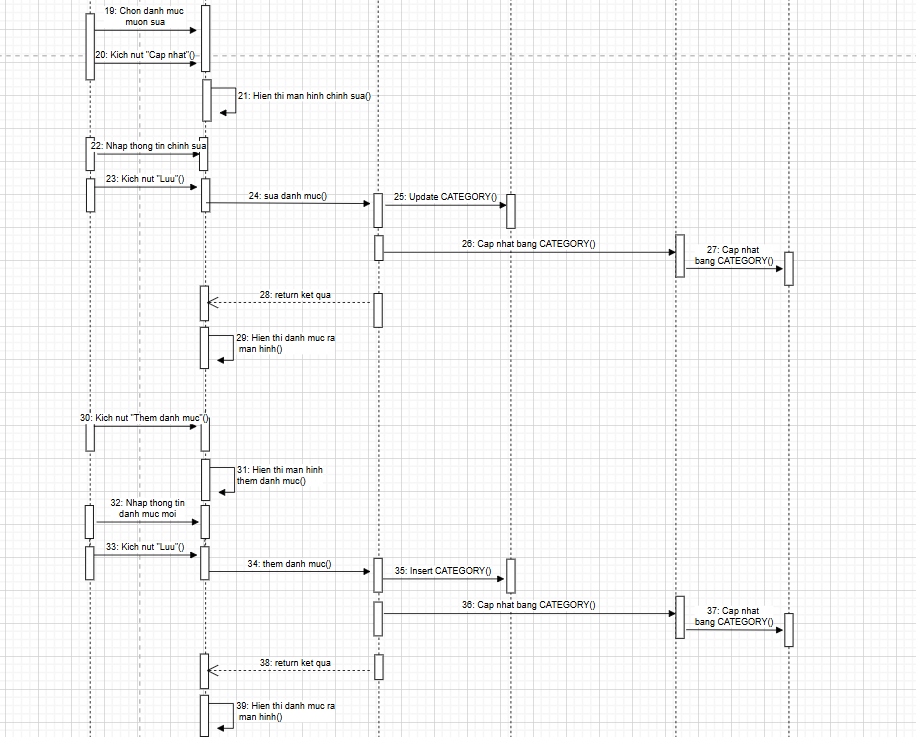 19: Chon danh muc
muon sua
20: Kich nut "Cap nhat"()
21: Hien thi man hinh chinh sua()
22: Nhap thong tin chinh sua
23: Kich nut "Luu"()
24: sua danh muc()
25: Update CATEGORY()
26: Cap nhat bang CATEGORY()
27: Cap nhat
bang CATEGORY()
28: return ket qua
29: Hien thi danh muc ra
man hinh()
30: Kich nut "Them danh muc"()
31: Hien thi man hinh
them danh muc()
32: Nhap thong tin
danh muc moi
33: Kich nut "Luu"()
34: them danh muc()
35: Insert CATEGORY()
36: Cap nhat bang CATEGORY()
37: Cap nhat
bang CATEGORY()
38: return ket qua
39: Hien thi danh muc ra
man hinh()